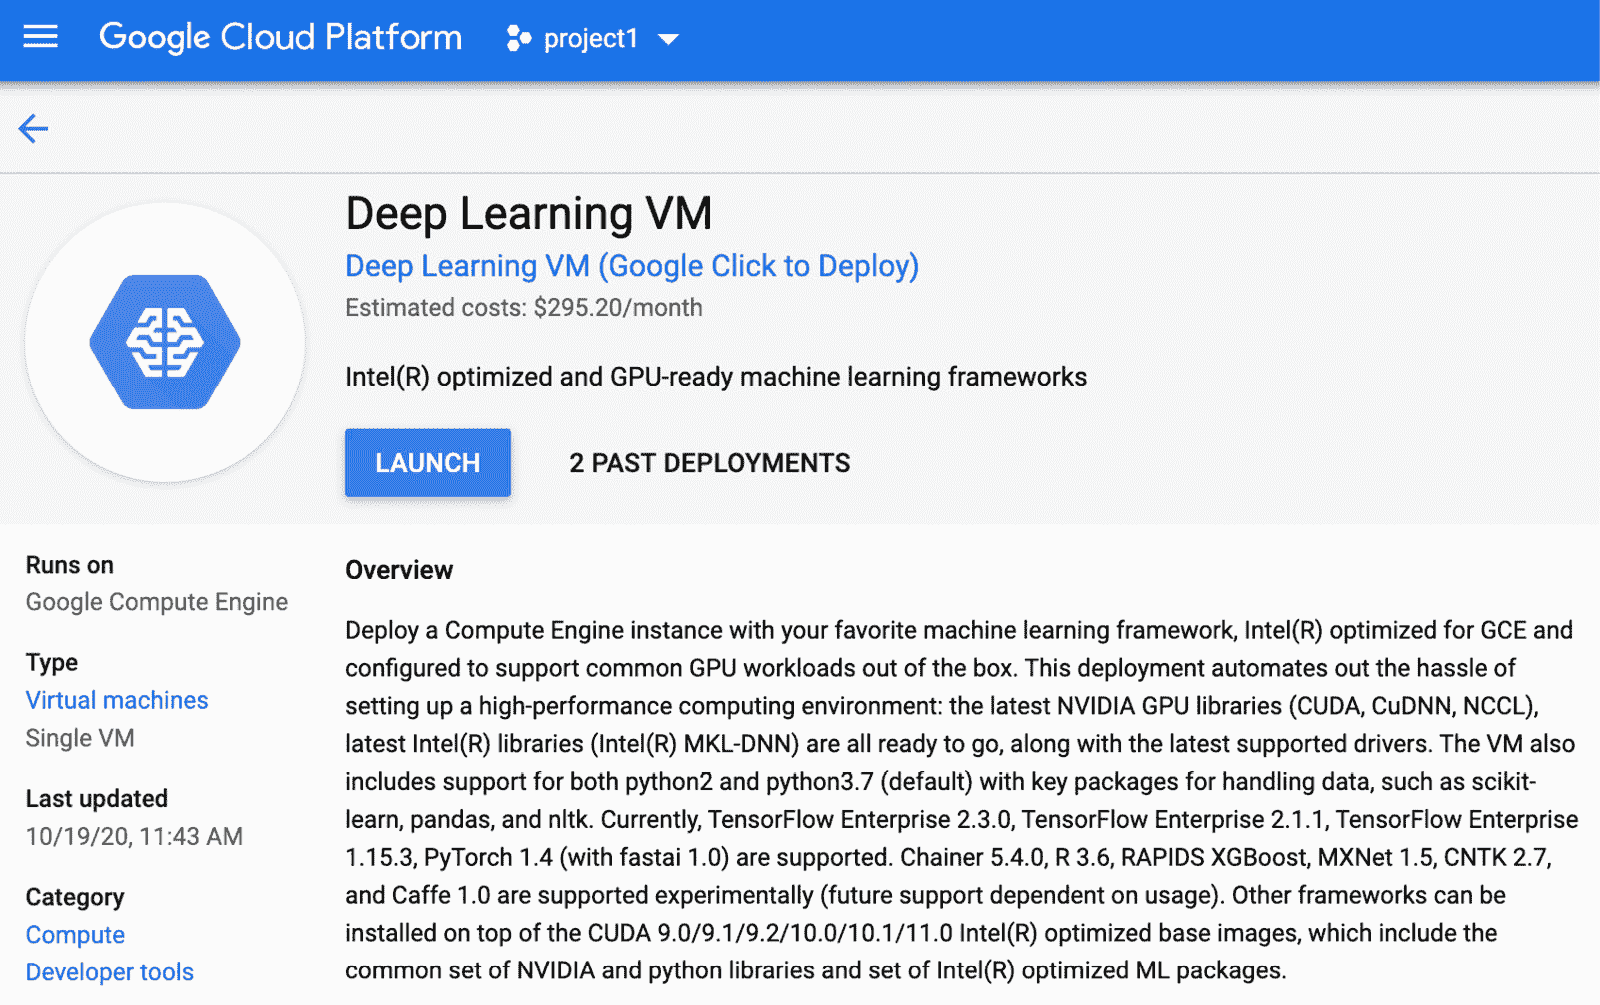 Google Cloud Platform project1
Deep Learning VM
Deep Learning VM (Google Click to Deploy)
Estimated costs: $295.20/month
Intel(R) optimized and GPU-ready machine learning frameworks
LAUNCH 2 PAST DEPLOYMENTS
Runs on
Google Compute Engine
Type
Virtual machines
Single VM
Last updated
10/19/20, 11:43 AM
Category
Compute
Developer tools
Overview
Deploy a Compute Engine instance with your favorite machine learning framework, Intel(R) optimized for GCE and
configured to support common GPU workloads out of the box. This deployment automates out the hassle of
setting up a high-performance computing environment: the latest NVIDIA GPU libraries (CUDA, CuDNN, NCCL),
latest Intel(R) libraries (Intel(R) MKL-DNN) are all ready to go, along with the latest supported drivers. The VM also
includes support for both python2 and python3.7 (default) with key packages for handling data, such as scikit-
learn, pandas, and nltk. Currently, TensorFlow Enterprise 2.3.0, TensorFlow Enterprise 2.1.1, TensorFlow Enterprise
1.15.3, PyTorch 1.4 (with fastai 1.0) are supported. Chainer 5.4.0, R 3.6, RAPIDS XGBoost, MXNet 1.5, CNTK 2.7,
and Caffe 1.0 are supported experimentally (future support dependent on usage). Other frameworks can be
installed on top of the CUDA 9.0/9.1/9.2/10.0/10.1/11.0 Intel(R) optimized base images, which include the
common set of NVIDIA and python libraries and set of Intel(R) optimized ML packages.